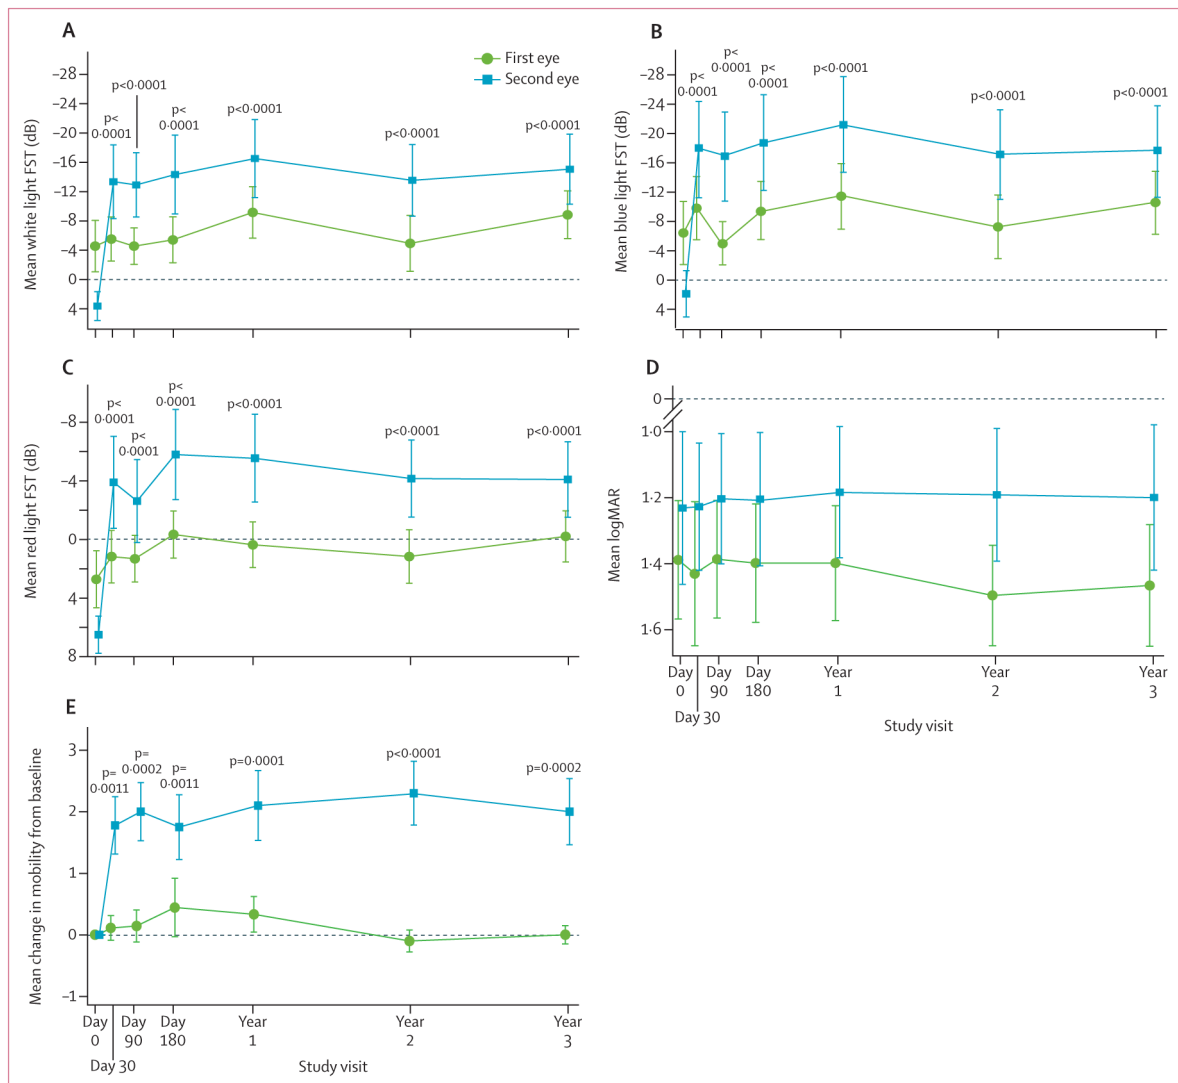 A
First eye
Second eye
p<
0·0001
p<0·0001
p<
0·0001
p<0·0001
p<0·0001
p<0·0001
Mean white light FST (dB)
–28
–24
–20
–16
–12
–8
–4
0
4
B
p<
0·0001
p<
0·0001
p<
0·0001
p<0·0001
p<0·0001
p<0·0001
Mean blue light FST (dB)
–28
–24
–20
–16
–12
–8
–4
0
4
C
p<
0·0001
p<
0·0001
p<
0·0001
p<0·0001
p<0·0001
p<0·0001
Mean red light FST (dB)
–8
–4
0
4
8
D
Mean logMAR
0
1·0
1·2
1·4
1·6
Day
0
Day 30
Day
90
Day
180
Year
1
Year
2
Year
3
Study visit
E
p=
0·0011
p=
0·0002
p=
0·0011
p=0·0001
p<0·0001
p=0·0002
Mean change in mobility from baseline
3
2
1
0
–1
Day
0
Day 30
Day
90
Day
180
Year
1
Year
2
Year
3
Study visit